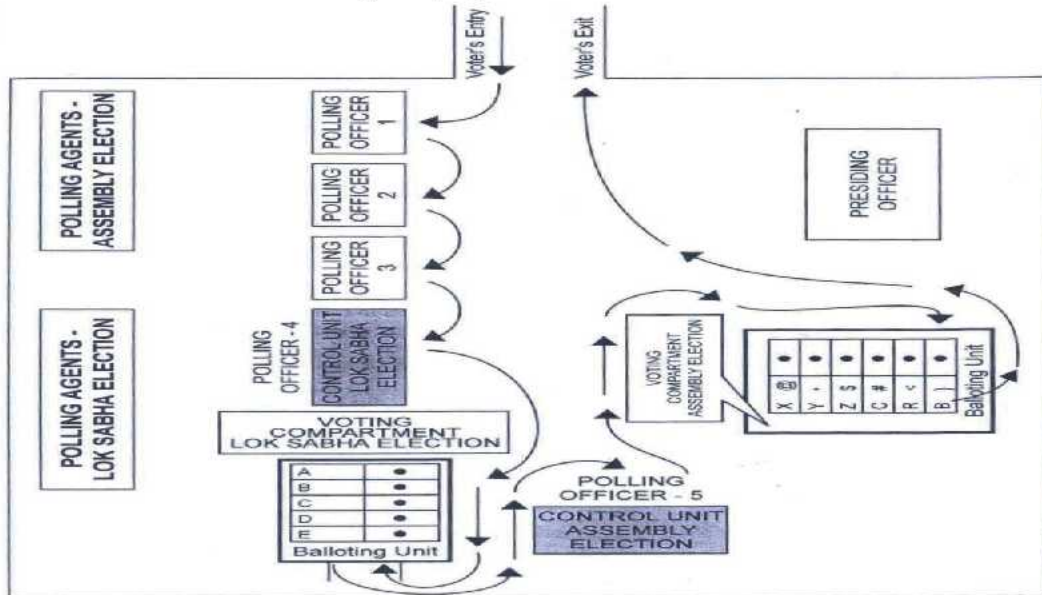 Voter's Entry
Voter's Exit
POLLING AGENTS -
ASSEMBLY ELECTION
POLLING
OFFICER
1
POLLING
OFFICER
2
POLLING
OFFICER
3
PRESIDING
OFFICER
POLLING AGENTS -
LOK SABHA ELECTION
POLLING
OFFICER - 4
CONTROL UNIT
LOK SABHA
ELECTION
VOTING
COMPARTMENT
LOK SABHA ELECTION
A
B
C
D
E
Balloting Unit
POLLING
OFFICER - 5
CONTROL UNIT
ASSEMBLY
ELECTION
VOTING
COMPARTMENT
ASSEMBLY ELECTION
X @
Y +
Z $
C #
R <
B )
Balloting Unit